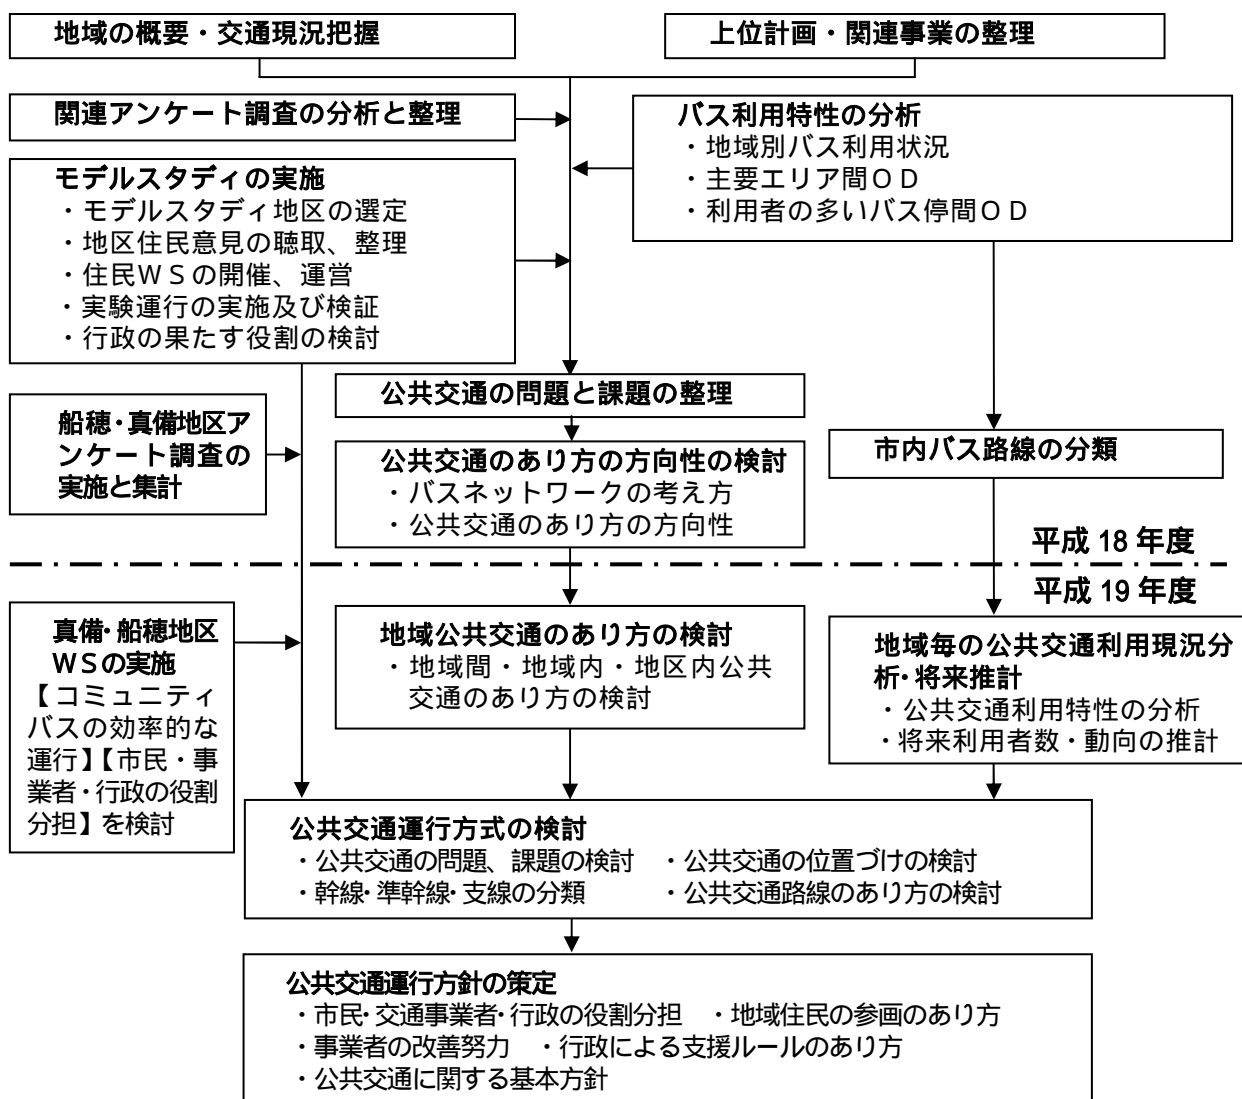 地域の概要・交通現況把握
上位計画・関連事業の整理
関連アンケート調査の分析と整理
バス利用特性の分析
・地域別バス利用状況
・主要エリア間ＯＤ
・利用者の多いバス停間ＯＤ
モデルスタディの実施
・モデルスタディ地区の選定
・地区住民意見の聴取、整理
・住民ＷＳの開催、運営
・実験運行の実施及び検証
・行政の果たす役割の検討
公共交通の問題と課題の整理
船穂・真備地区ア
ンケート調査の
実施と集計
公共交通のあり方の方向性の検討
・バスネットワークの考え方
・公共交通のあり方の方向性
市内バス路線の分類
平成 18 年度
平成 19 年度
真備・船穂地区
ＷＳの実施
【コミュニティ
バスの効率的な
運行】【市民・事
業者・行政の役割
分担】を検討
地域公共交通のあり方の検討
・地域間・地域内・地区内公共
交通のあり方の検討
地域毎の公共交通利用現況分
析・将来推計
・公共交通利用特性の分析
・将来利用者数・動向の推計
公共交通運行方式の検討
・公共交通の問題、課題の検討　・公共交通の位置づけの検討
・幹線・準幹線・支線の分類　・公共交通路線のあり方の検討
公共交通運行方針の策定
・市民・交通事業者・行政の役割分担　・地域住民の参画のあり方
・事業者の改善努力　・行政による支援ルールのあり方
・公共交通に関する基本方針